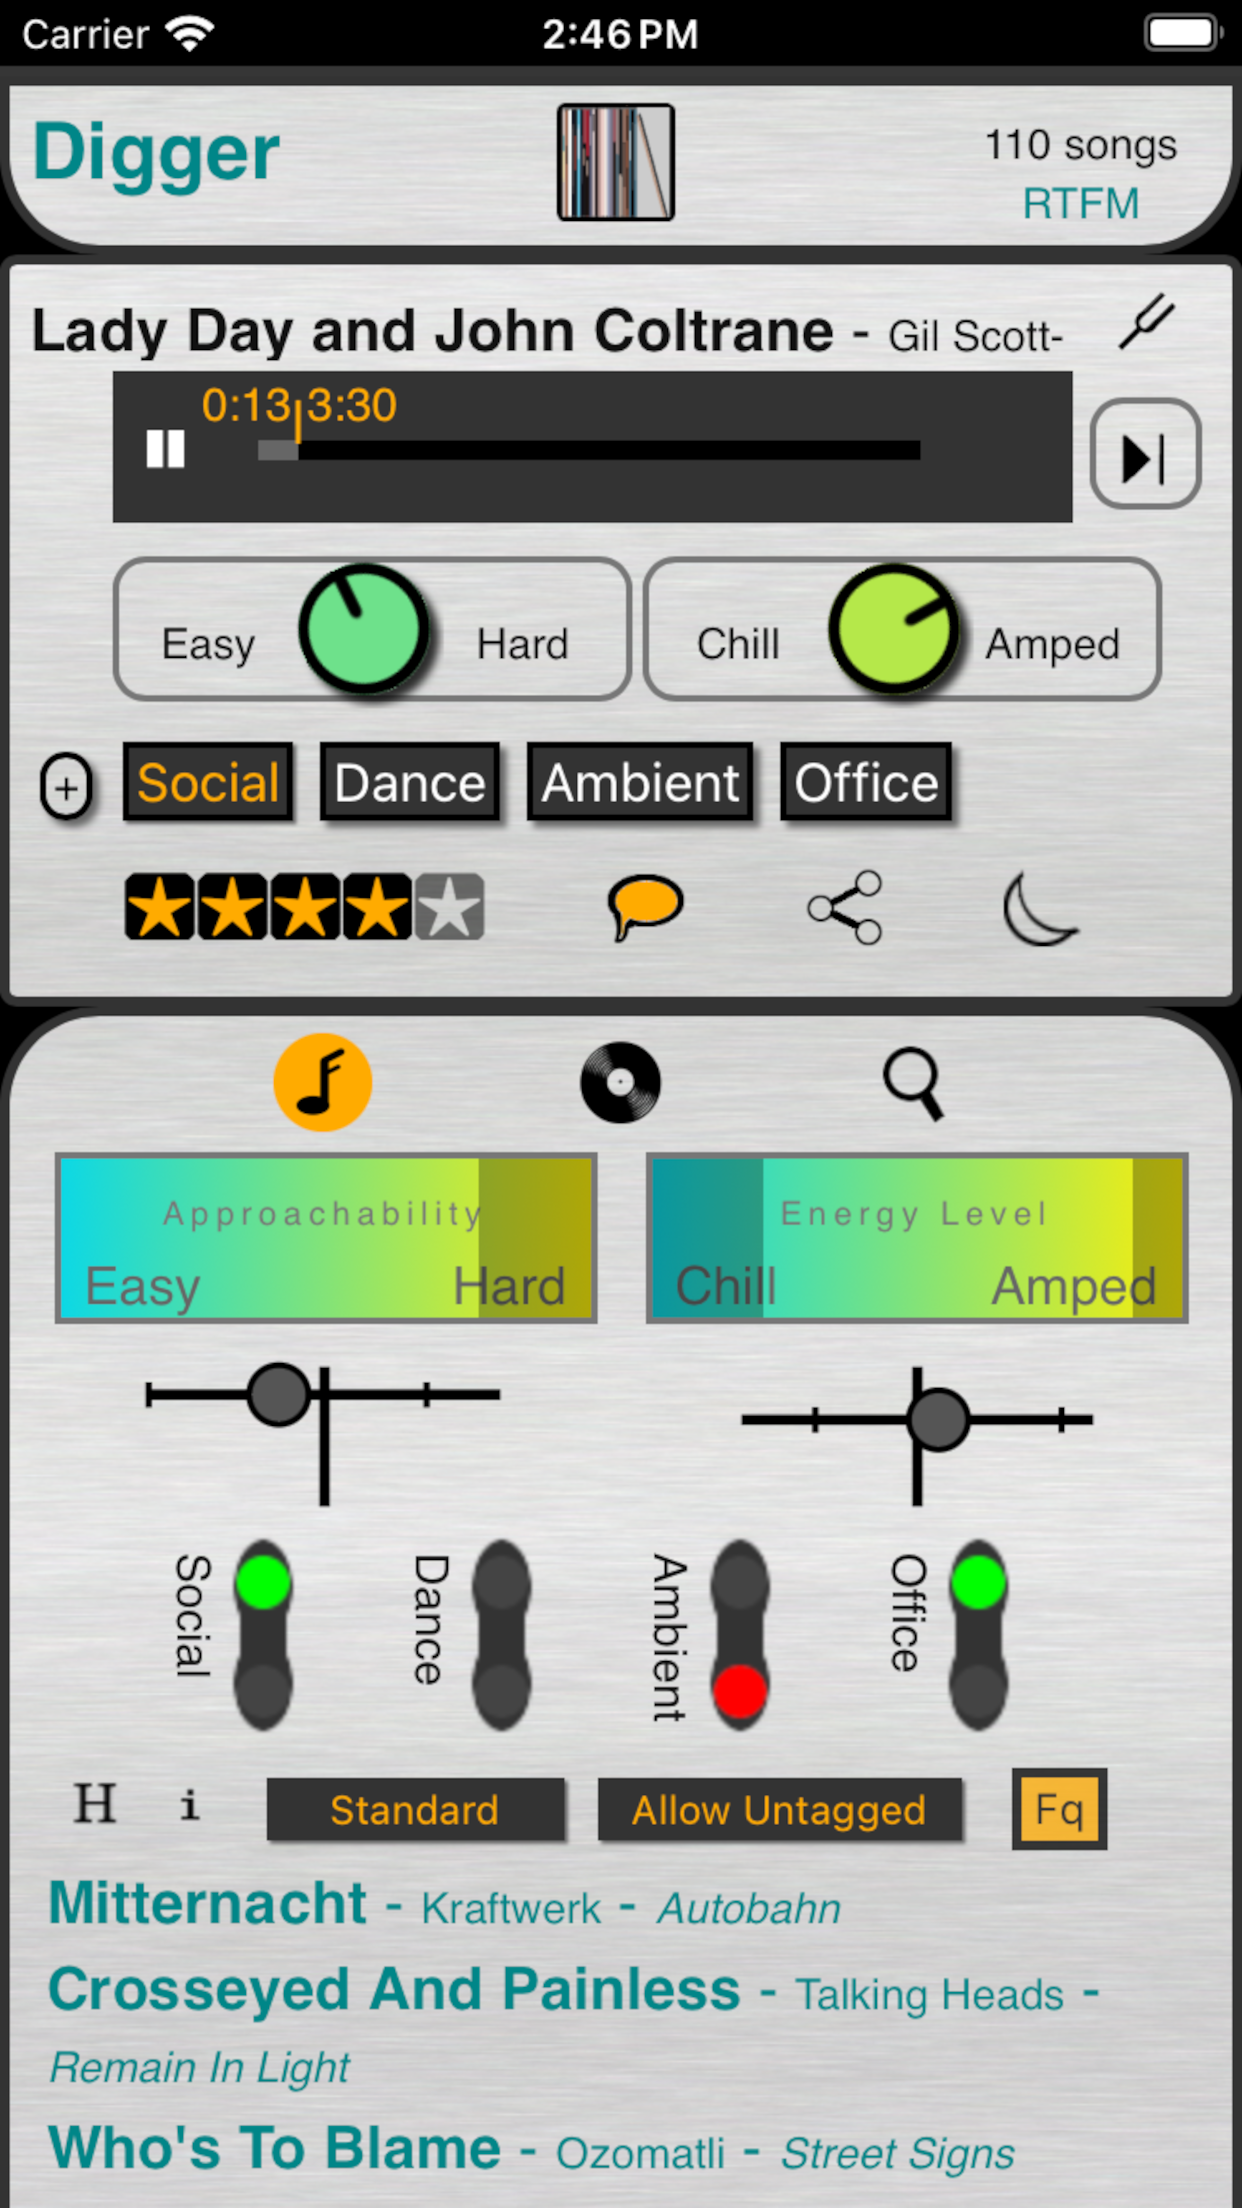 Carrier 2:46 PM
Digger
110 songs
RTFM
Lady Day and John Coltrane - Gil Scott-
0:13 3:30
Easy Hard Chill Amped
+ Social Dance Ambient Office
Approachability
Easy Hard
Energy Level
Chill Amped
Social Dance Ambient Office
H i Standard Allow Untagged Fq
Mitternacht - Kraftwerk - Autobahn
Crosseyed And Painless - Talking Heads -
Remain In Light
Who's To Blame - Ozomatli - Street Signs